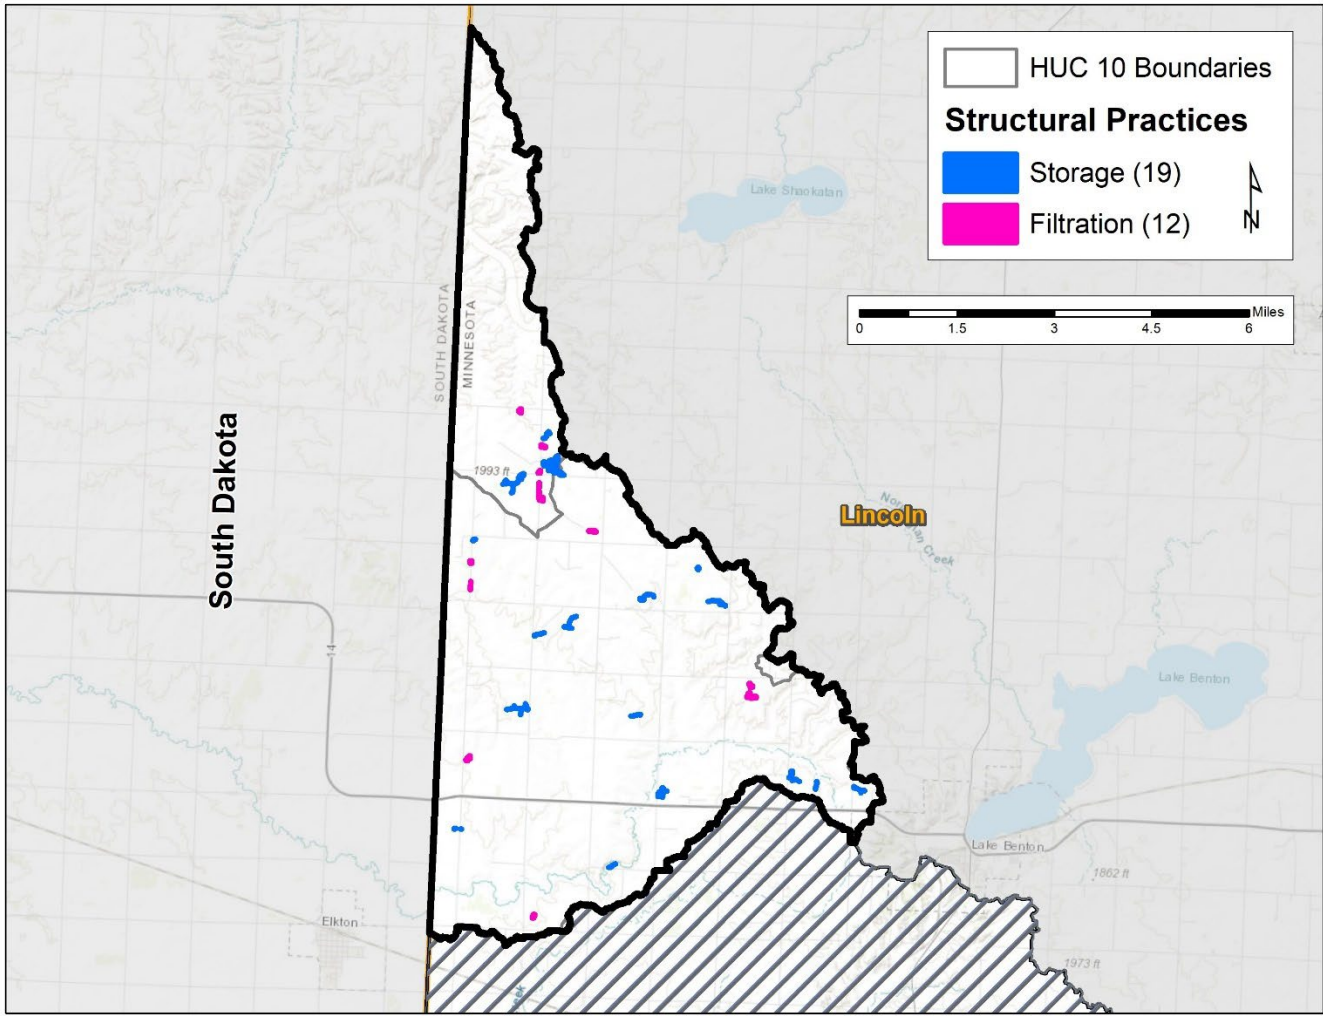 HUC 10 Boundaries
Structural Practices
Storage (19)
Filtration (12)
N
Miles
0 1.5 3 4.5 6
Lake Shaokatan
SOUTH DAKOTA
MINNESOTA
South Dakota
1993 ft
Lincoln
Norwegian Creek
14
Lake Benton
Lake Benton
1862 ft
Elkton
1973 ft